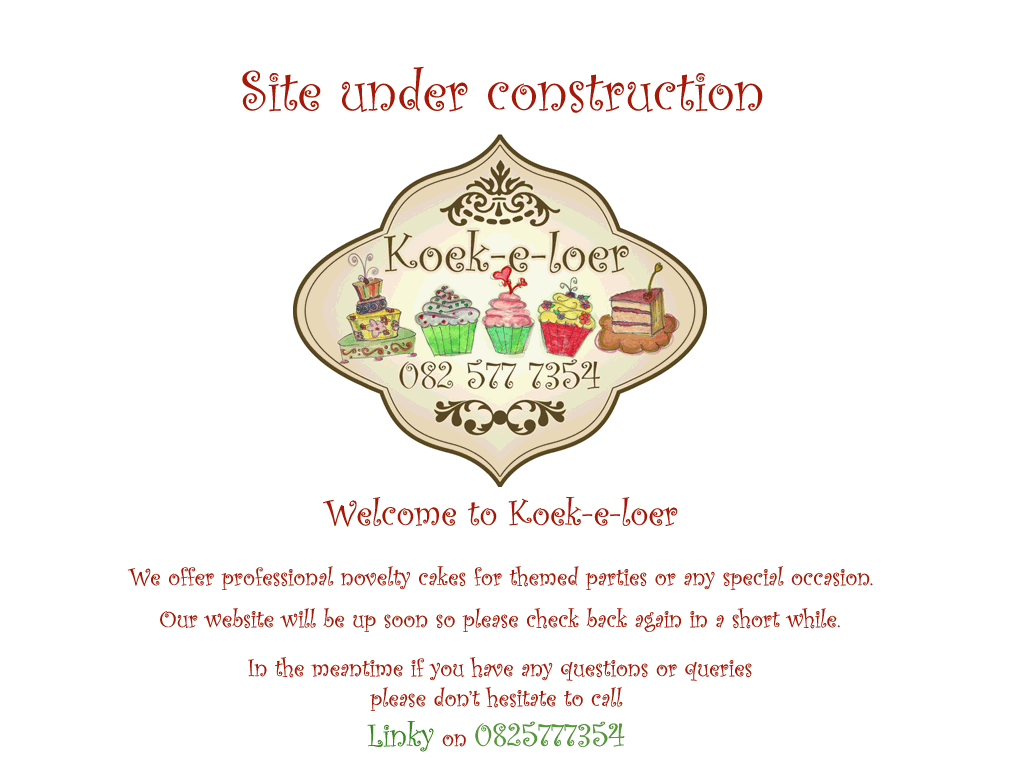 Site under construction
Koek-e-loer
082 577 7354
Welcome to Koek-e-loer
We offer professional novelty cakes for themed parties or any special occasion.
Our website will be up soon so please check back again in a short while.
In the meantime if you have any questions or queries
please don't hesitate to call
Linky on 0825777354